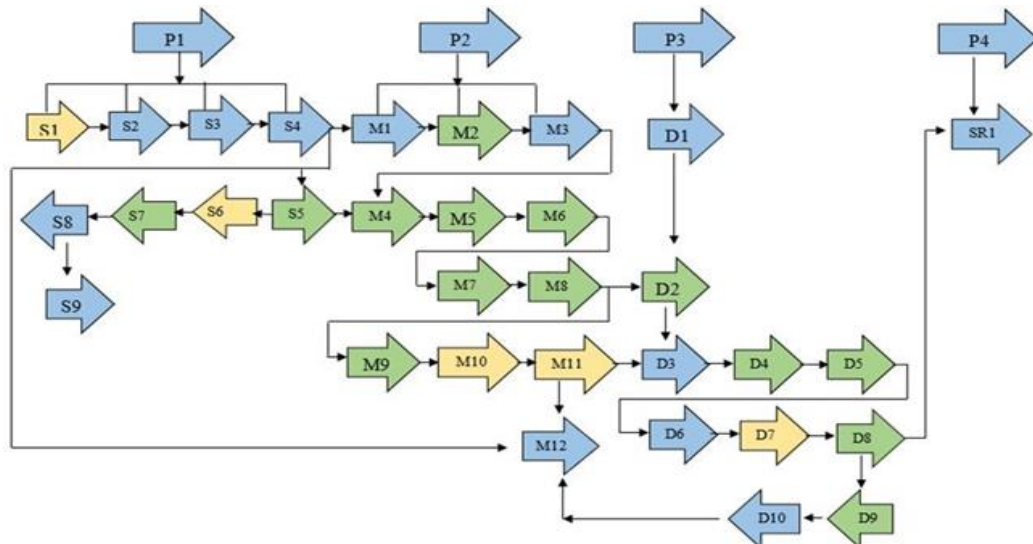 P1 P2 P3 P4
S1 S2 S3 S4 M1 M2 M3 D1 SR1
S8 S7 S6 S5 M4 M5 M6
S9 M7 M8 D2
M9 M10 M11 D3 D4 D5
M12 D6 D7 D8
D10 D9